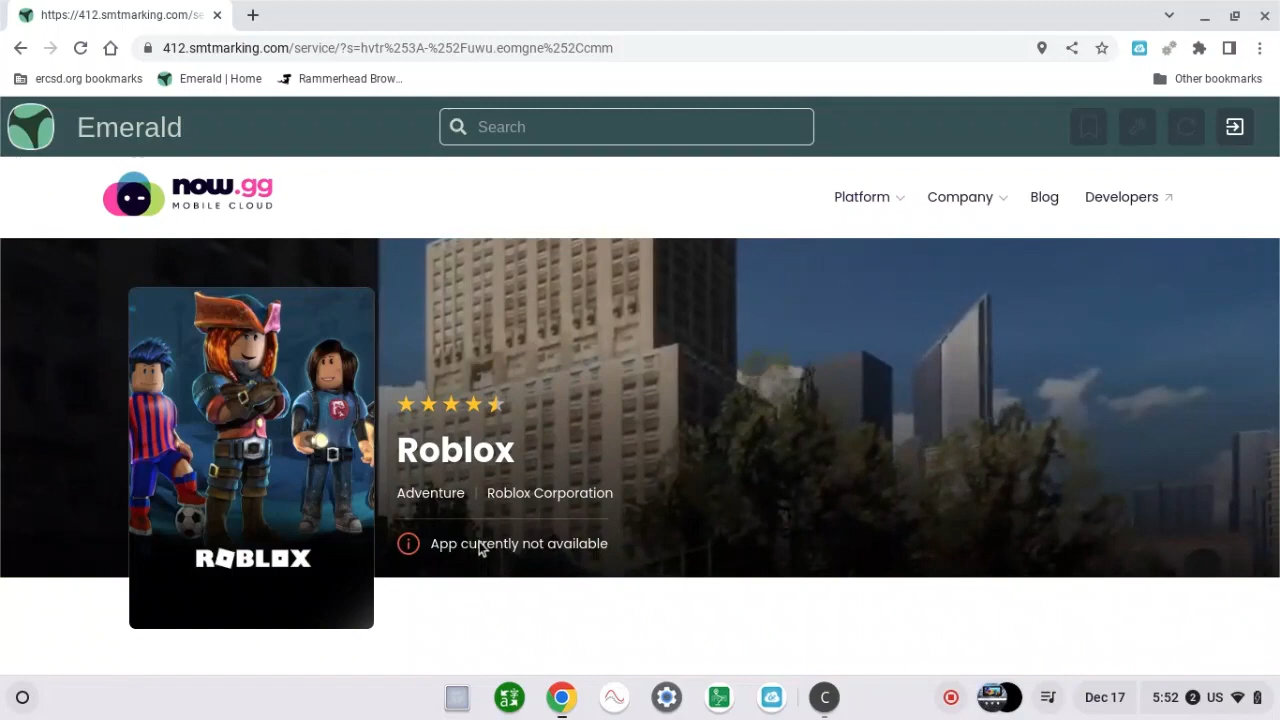 https://412.smtmarking.com/se
412.smtmarking.com/service/?s=hvtr%253A-%252Fuwu.eomgne%252Ccmm
ercsd.org bookmarks
Emerald | Home
Rammerhead Brow...
Other bookmarks
Emerald
Search
now.gg
MOBILE CLOUD
Platform
Company
Blog
Developers
Roblox
Adventure | Roblox Corporation
App currently not available
ROBLOX
C
Dec 17
5:52
2
US